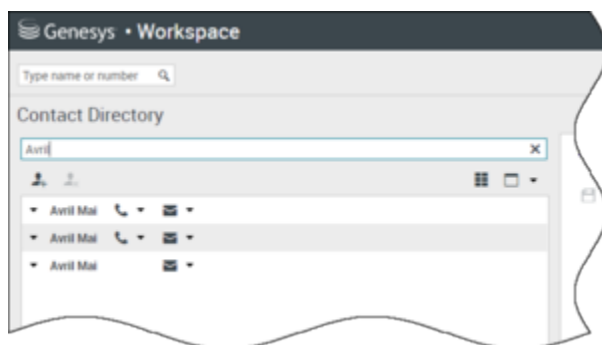 Genesys • Workspace
Type name or number
Contact Directory
Avril
Avril Mai
Avril Mai
Avril Mai